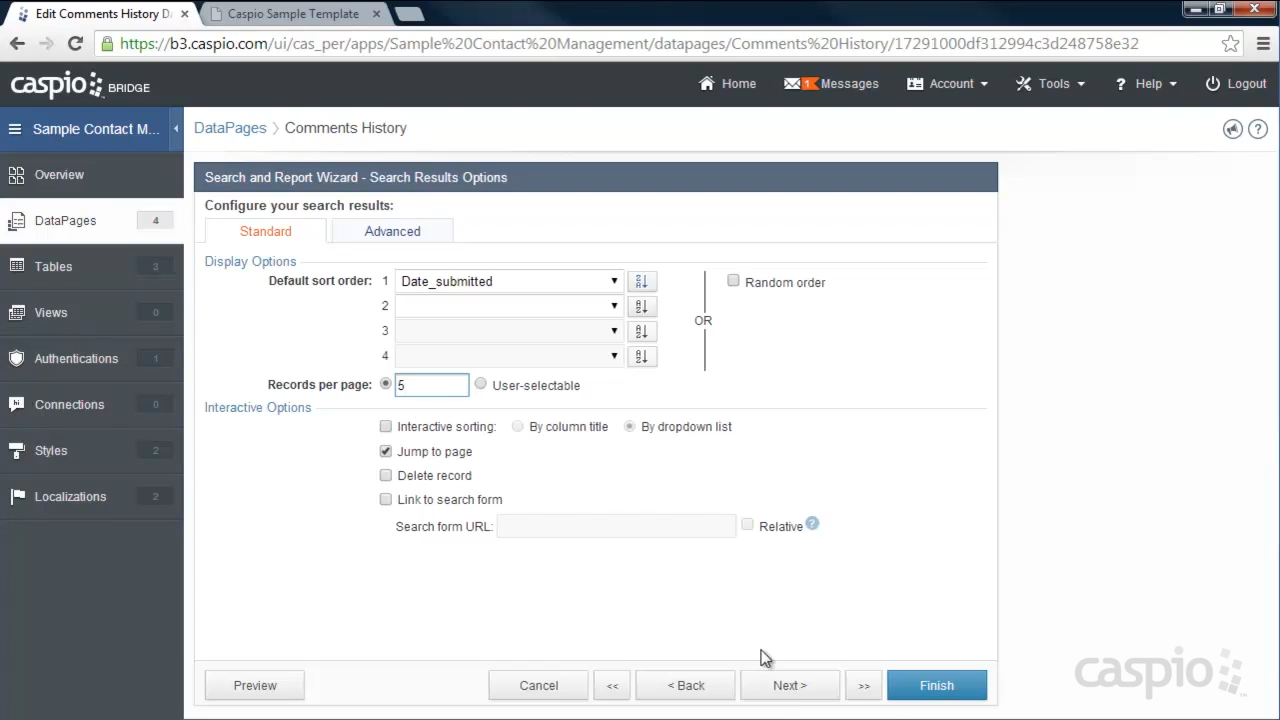 Edit Comments History Da
Caspio Sample Template
https://b3.caspio.com/ui/cas_per/apps/Sample%20Contact%20Management/datapages/Comments%20History/17291000df312994c3d248758e32
caspio BRIDGE
Home
1 Messages
Account
Tools
? Help
Logout
Sample Contact M...
DataPages 〉 Comments History
?
Overview
DataPages 4
Tables 3
Views 0
Authentications 1
Connections 0
Styles 2
Localizations 2
Search and Report Wizard - Search Results Options
Configure your search results:
Standard
Advanced
Display Options
Default sort order: 1 Date_submitted
2
3
4
OR
Random order
Records per page: 5 User-selectable
Interactive Options
Interactive sorting: By column title By dropdown list
Jump to page
Delete record
Link to search form
Search form URL: Relative ?
Preview
Cancel
<<
< Back
Next >
>>
Finish
caspio